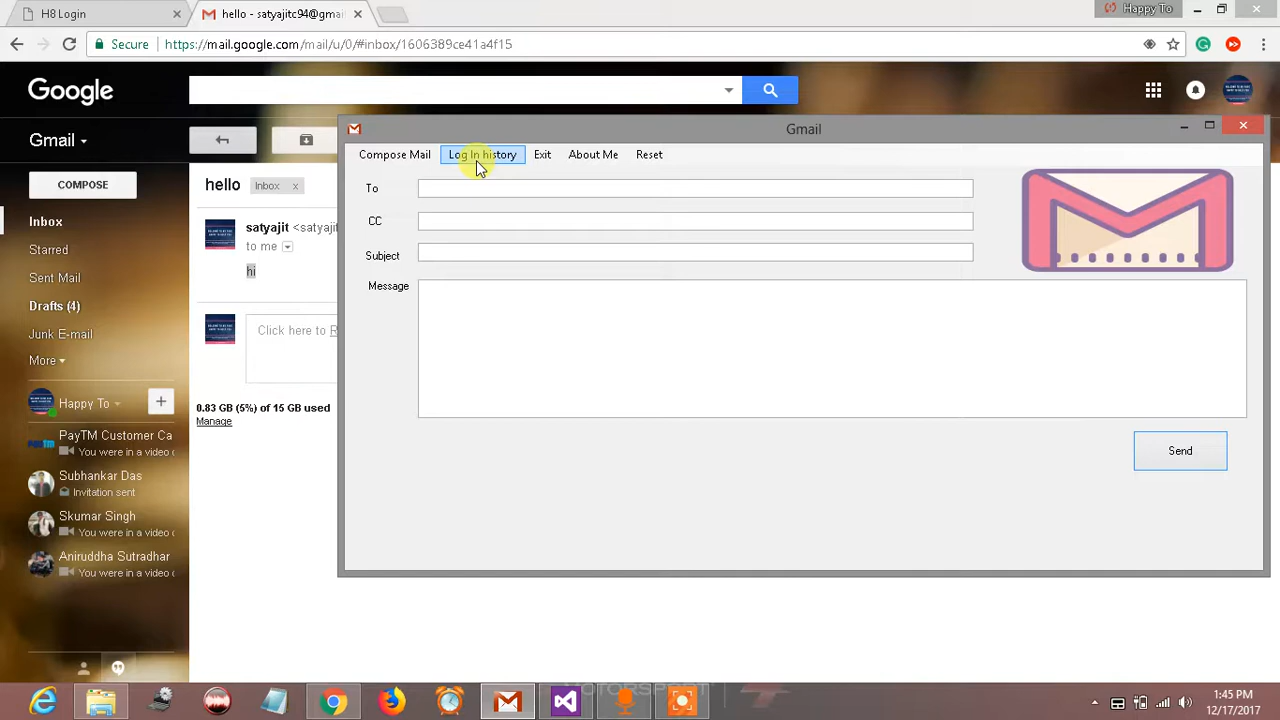 H8 Login
hello - satyajitc94@gmai
Happy To
Secure
https://mail.google.com/mail/u/0/#inbox/1606389ce41a4f15
Google
Gmail
Gmail
Compose Mail
Log In history
Exit
About Me
Reset
COMPOSE
hello
Inbox x
To
CC
Subject
Message
Send
Inbox
Starred
Sent Mail
Drafts (4)
Junk E-mail
More
satyajit <satyajit
to me
hi
Click here to R
0.83 GB (5%) of 15 GB used
Manage
Happy To
PayTM Customer Ca
You were in a video c
Subhankar Das
Invitation sent
Skumar Singh
You were in a video c
Aniruddha Sutradhar
You were in a video c
MOTORSPORT
1:45 PM
12/17/2017